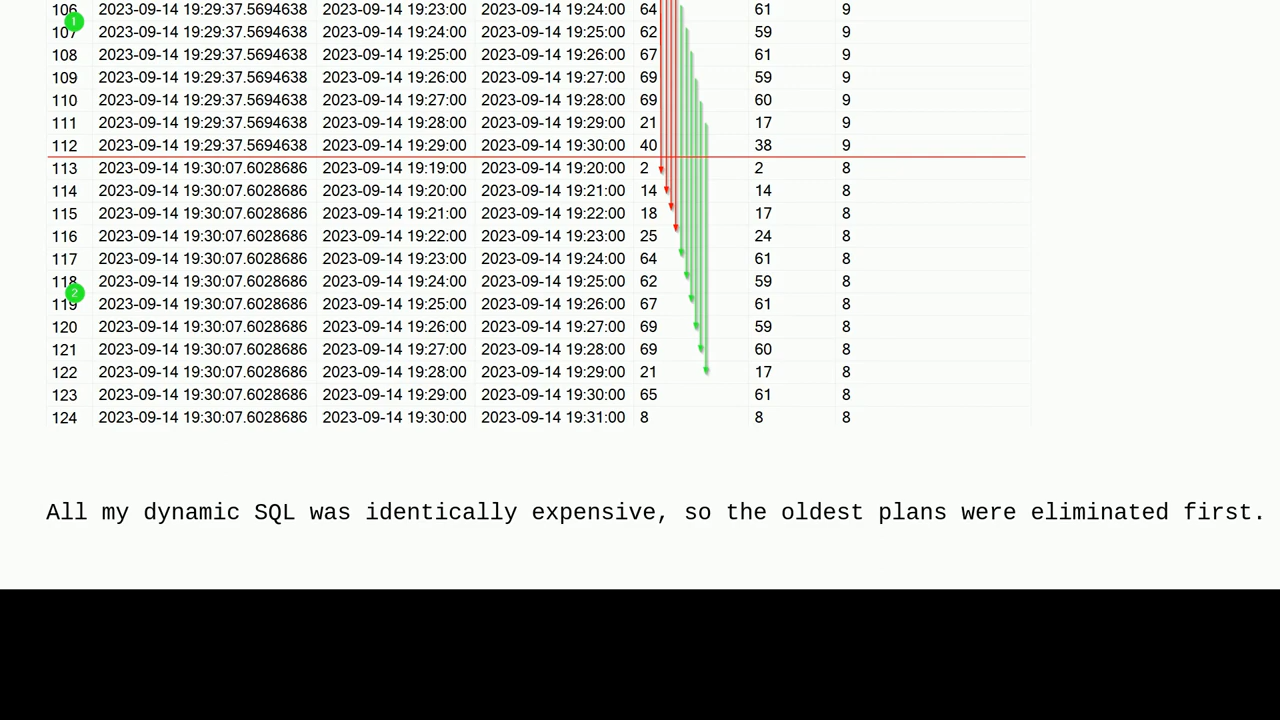 106 2023-09-14 19:29:37.5694638 2023-09-14 19:23:00 2023-09-14 19:24:00 64 61 9
1
107 2023-09-14 19:29:37.5694638 2023-09-14 19:24:00 2023-09-14 19:25:00 62 59 9
108 2023-09-14 19:29:37.5694638 2023-09-14 19:25:00 2023-09-14 19:26:00 67 61 9
109 2023-09-14 19:29:37.5694638 2023-09-14 19:26:00 2023-09-14 19:27:00 69 59 9
110 2023-09-14 19:29:37.5694638 2023-09-14 19:27:00 2023-09-14 19:28:00 69 60 9
111 2023-09-14 19:29:37.5694638 2023-09-14 19:28:00 2023-09-14 19:29:00 21 17 9
112 2023-09-14 19:29:37.5694638 2023-09-14 19:29:00 2023-09-14 19:30:00 40 38 9
113 2023-09-14 19:30:07.6028686 2023-09-14 19:19:00 2023-09-14 19:20:00 2 2 8
114 2023-09-14 19:30:07.6028686 2023-09-14 19:20:00 2023-09-14 19:21:00 14 14 8
115 2023-09-14 19:30:07.6028686 2023-09-14 19:21:00 2023-09-14 19:22:00 18 17 8
116 2023-09-14 19:30:07.6028686 2023-09-14 19:22:00 2023-09-14 19:23:00 25 24 8
117 2023-09-14 19:30:07.6028686 2023-09-14 19:23:00 2023-09-14 19:24:00 64 61 8
118 2023-09-14 19:30:07.6028686 2023-09-14 19:24:00 2023-09-14 19:25:00 62 59 8
2
119 2023-09-14 19:30:07.6028686 2023-09-14 19:25:00 2023-09-14 19:26:00 67 61 8
120 2023-09-14 19:30:07.6028686 2023-09-14 19:26:00 2023-09-14 19:27:00 69 59 8
121 2023-09-14 19:30:07.6028686 2023-09-14 19:27:00 2023-09-14 19:28:00 69 60 8
122 2023-09-14 19:30:07.6028686 2023-09-14 19:28:00 2023-09-14 19:29:00 21 17 8
123 2023-09-14 19:30:07.6028686 2023-09-14 19:29:00 2023-09-14 19:30:00 65 61 8
124 2023-09-14 19:30:07.6028686 2023-09-14 19:30:00 2023-09-14 19:31:00 8 8 8
All my dynamic SQL was identically expensive, so the oldest plans were eliminated first.